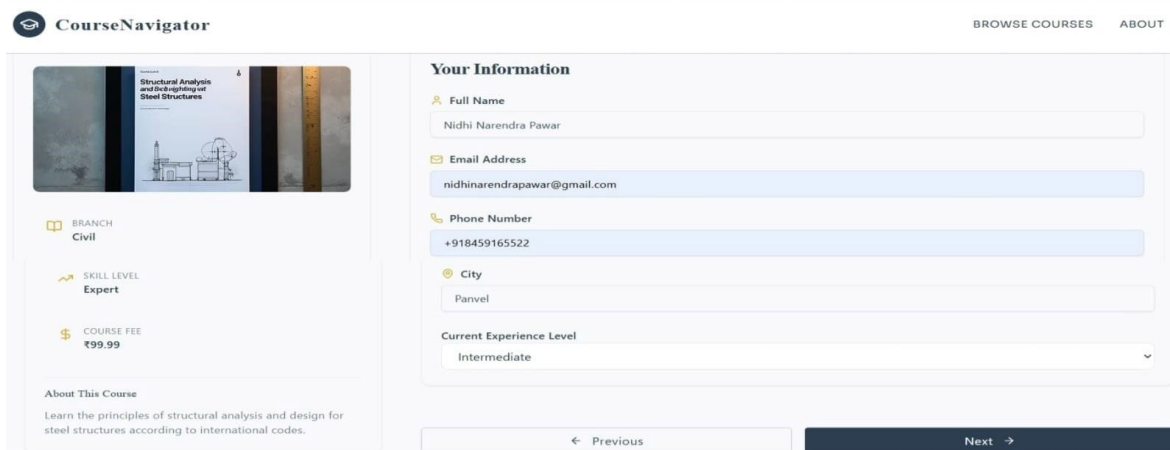 CourseNavigator
BROWSE COURSES ABOUT
Structural Analysis
Steel Structures
BRANCH
Civil
SKILL LEVEL
Expert
$ COURSE FEE
₹99.99
About This Course
Learn the principles of structural analysis and design for
steel structures according to international codes.
Your Information
Full Name
Nidhi Narendra Pawar
Email Address
nidhinarendrapawar@gmail.com
Phone Number
+918459165522
City
Panvel
Current Experience Level
Intermediate
← Previous
Next →